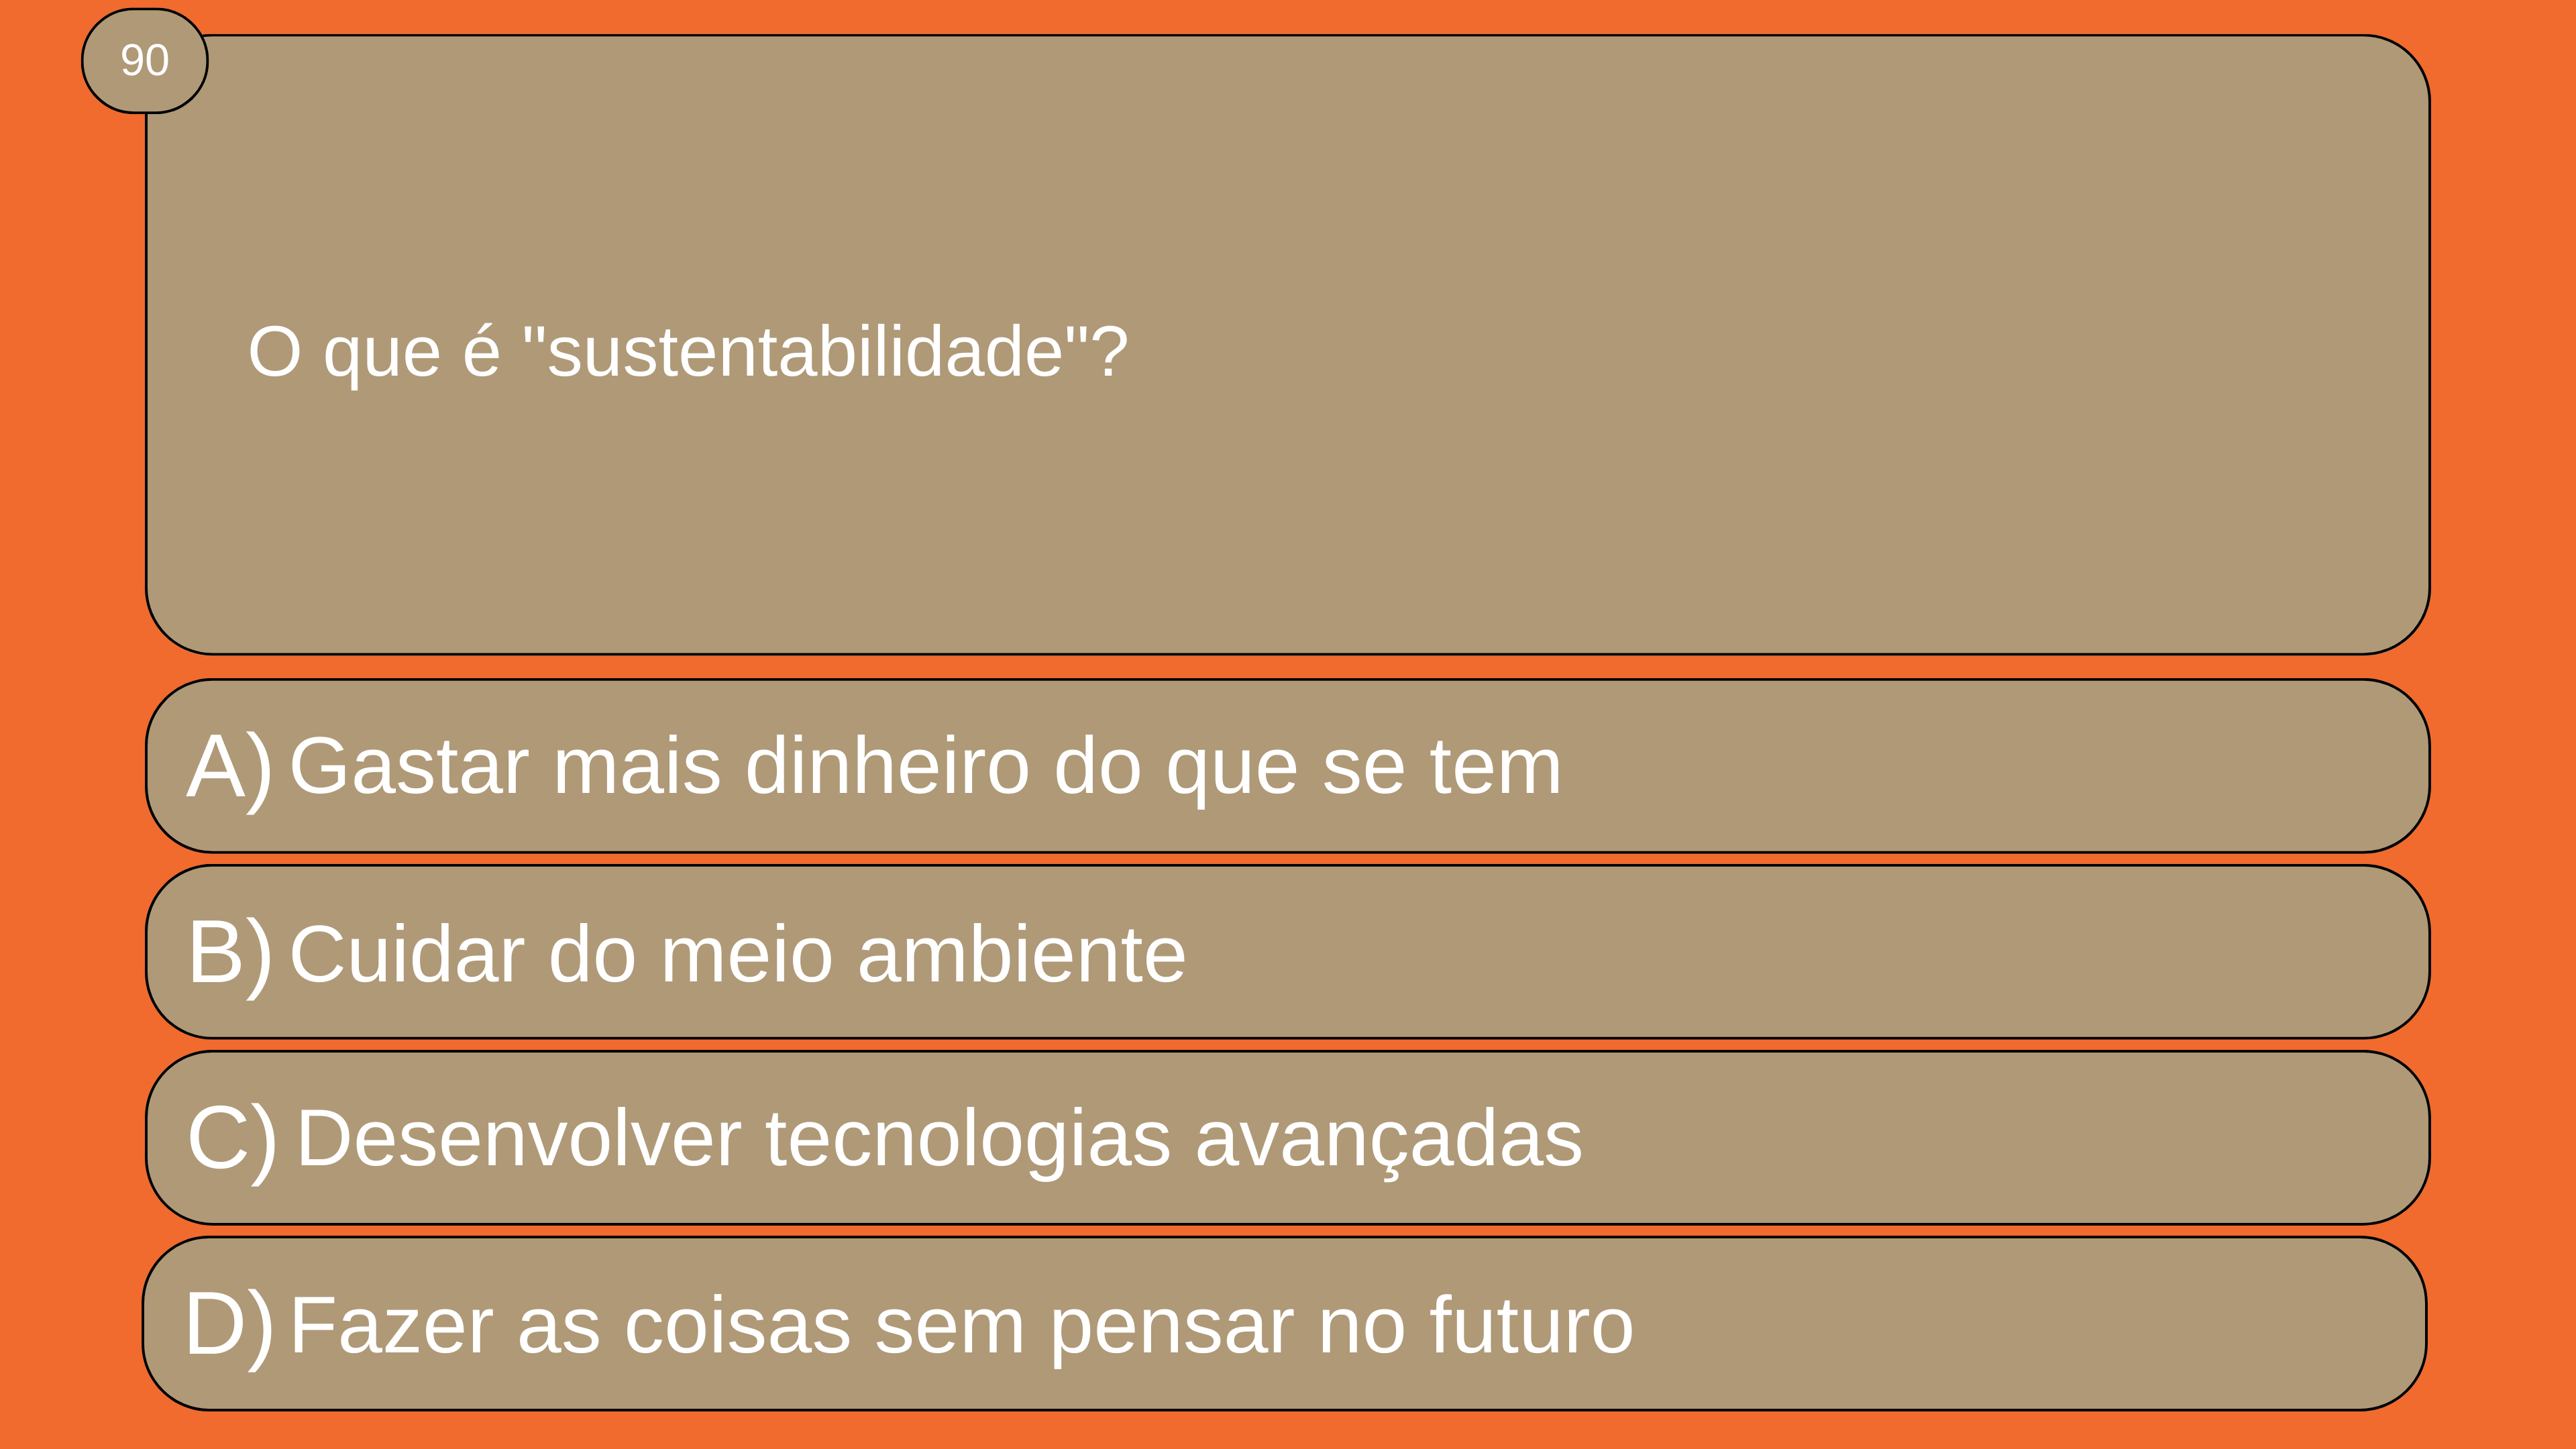 90
O que é "sustentabilidade"?
A) Gastar mais dinheiro do que se tem
B) Cuidar do meio ambiente
C) Desenvolver tecnologias avançadas
D) Fazer as coisas sem pensar no futuro